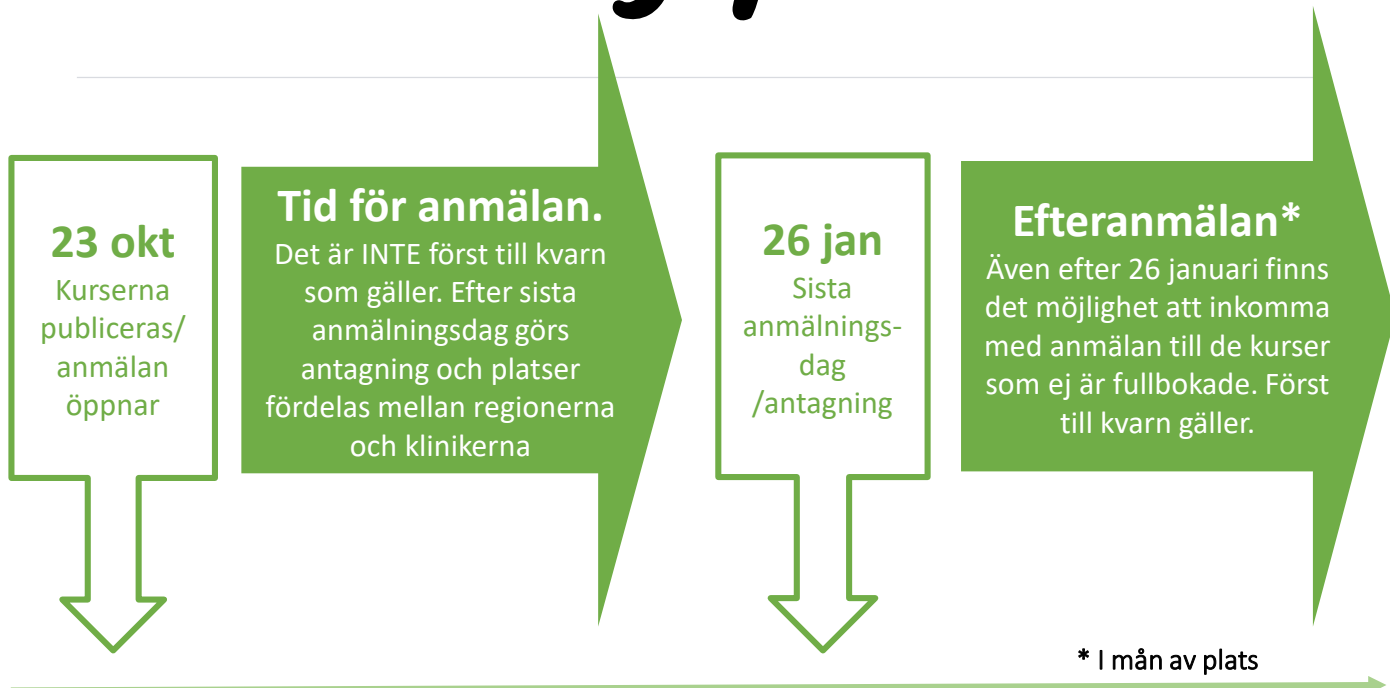 23 okt
Kurserna
publiceras/
anmälan
öppnar
Tid för anmälan.
Det är INTE först till kvarn
som gäller. Efter sista
anmälningsdag görs
antagning och platser
fördelas mellan regionerna
och klinikerna
26 jan
Sista
anmälnings-
dag
/antagning
Efteranmälan*
Även efter 26 januari finns
det möjlighet att inkomma
med anmälan till de kurser
som ej är fullbokade. Först
till kvarn gäller.
* I mån av plats